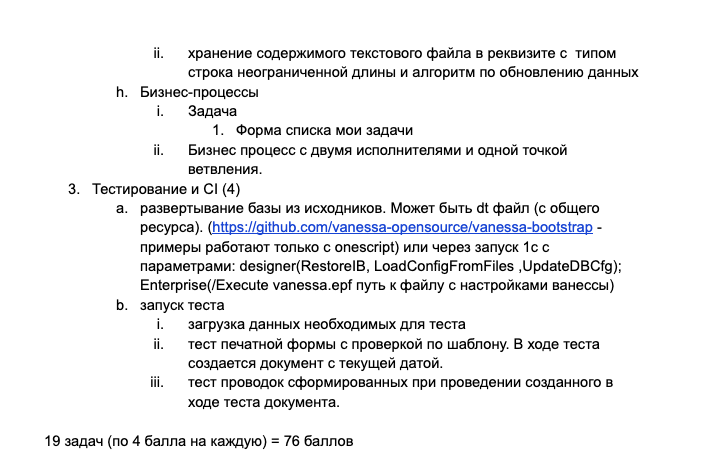 ii. хранение содержимого текстового файла в реквизите с типом
строка неограниченной длины и алгоритм по обновлению данных
h. Бизнес-процессы
i. Задача
1. Форма списка мои задачи
ii. Бизнес процесс с двумя исполнителями и одной точкой
ветвления.
3. Тестирование и CI (4)
a. развертывание базы из исходников. Может быть dt файл (с общего
ресурса). (https://github.com/vanessa-opensource/vanessa-bootstrap -
примеры работают только с onescript) или через запуск 1с с
параметрами: designer(RestoreIB, LoadConfigFromFiles ,UpdateDBCfg);
Enterprise(/Execute vanessa.epf путь к файлу с настройками ванессы)
b. запуск теста
i. загрузка данных необходимых для теста
ii. тест печатной формы с проверкой по шаблону. В ходе теста
создается документ с текущей датой.
iii. тест проводок сформированных при проведении созданного в
ходе теста документа.
19 задач (по 4 балла на каждую) = 76 баллов